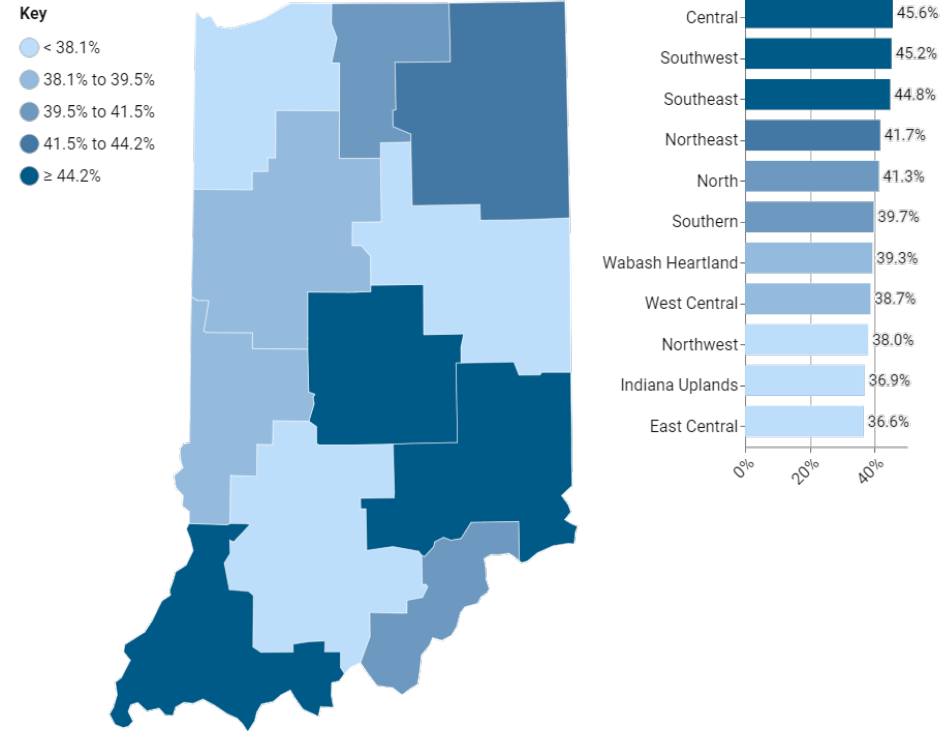 Key
< 38.1%
38.1% to 39.5%
39.5% to 41.5%
41.5% to 44.2%
≥ 44.2%
Central 45.6%
Southwest 45.2%
Southeast 44.8%
Northeast 41.7%
North 41.3%
Southern 39.7%
Wabash Heartland 39.3%
West Central 38.7%
Northwest 38.0%
Indiana Uplands 36.9%
East Central 36.6%
0% 20% 40%